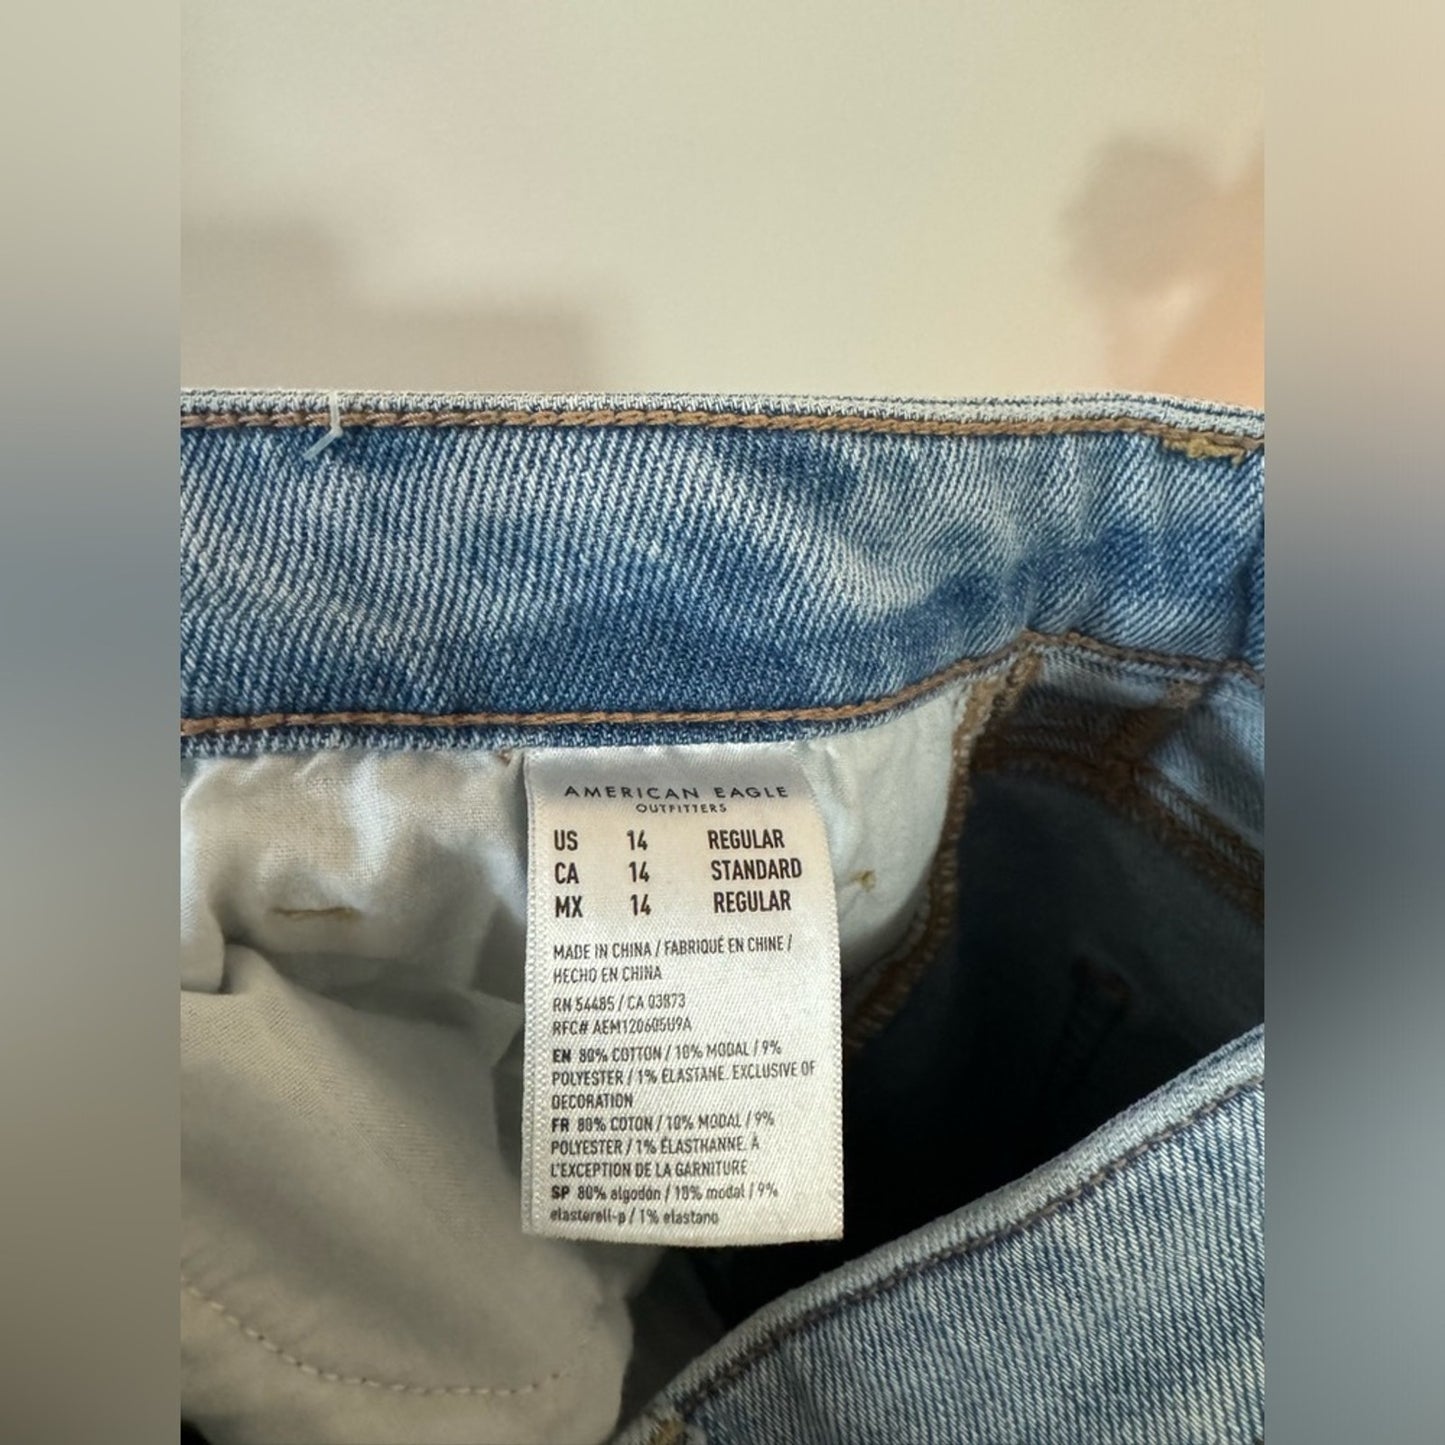 AMERICAN EAGLE
OUTFITTERS
US 14 REGULAR
CA 14 STANDARD
MX 14 REGULAR
MADE IN CHINA / FABRIQUÉ EN CHINE /
HECHO EN CHINA
RN 54485 / CA 03873
RFC# AEM120605U9A
EN 80% COTTON / 10% MODAL / 9%
POLYESTER / 1% ELASTANE. EXCLUSIVE OF
DECORATION
FR 80% COTON / 10% MODAL / 9%
POLYESTER / 1% ÉLASTHANNE. À
L'EXCEPTION DE LA GARNITURE
SP 80% algodón / 10% modal / 9%
elasterell-p / 1% elastano